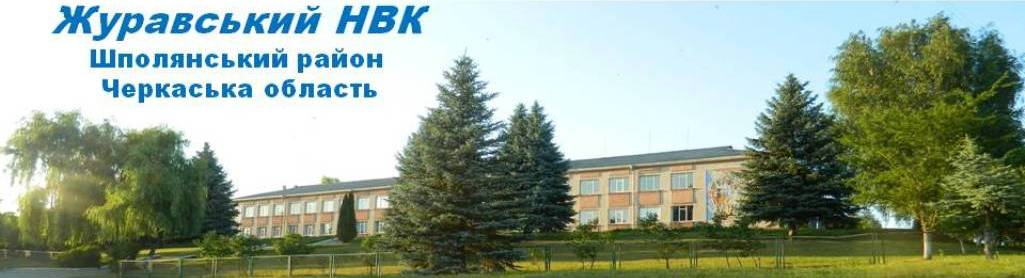 Журавський НВК
Шполянський район
Черкаська область